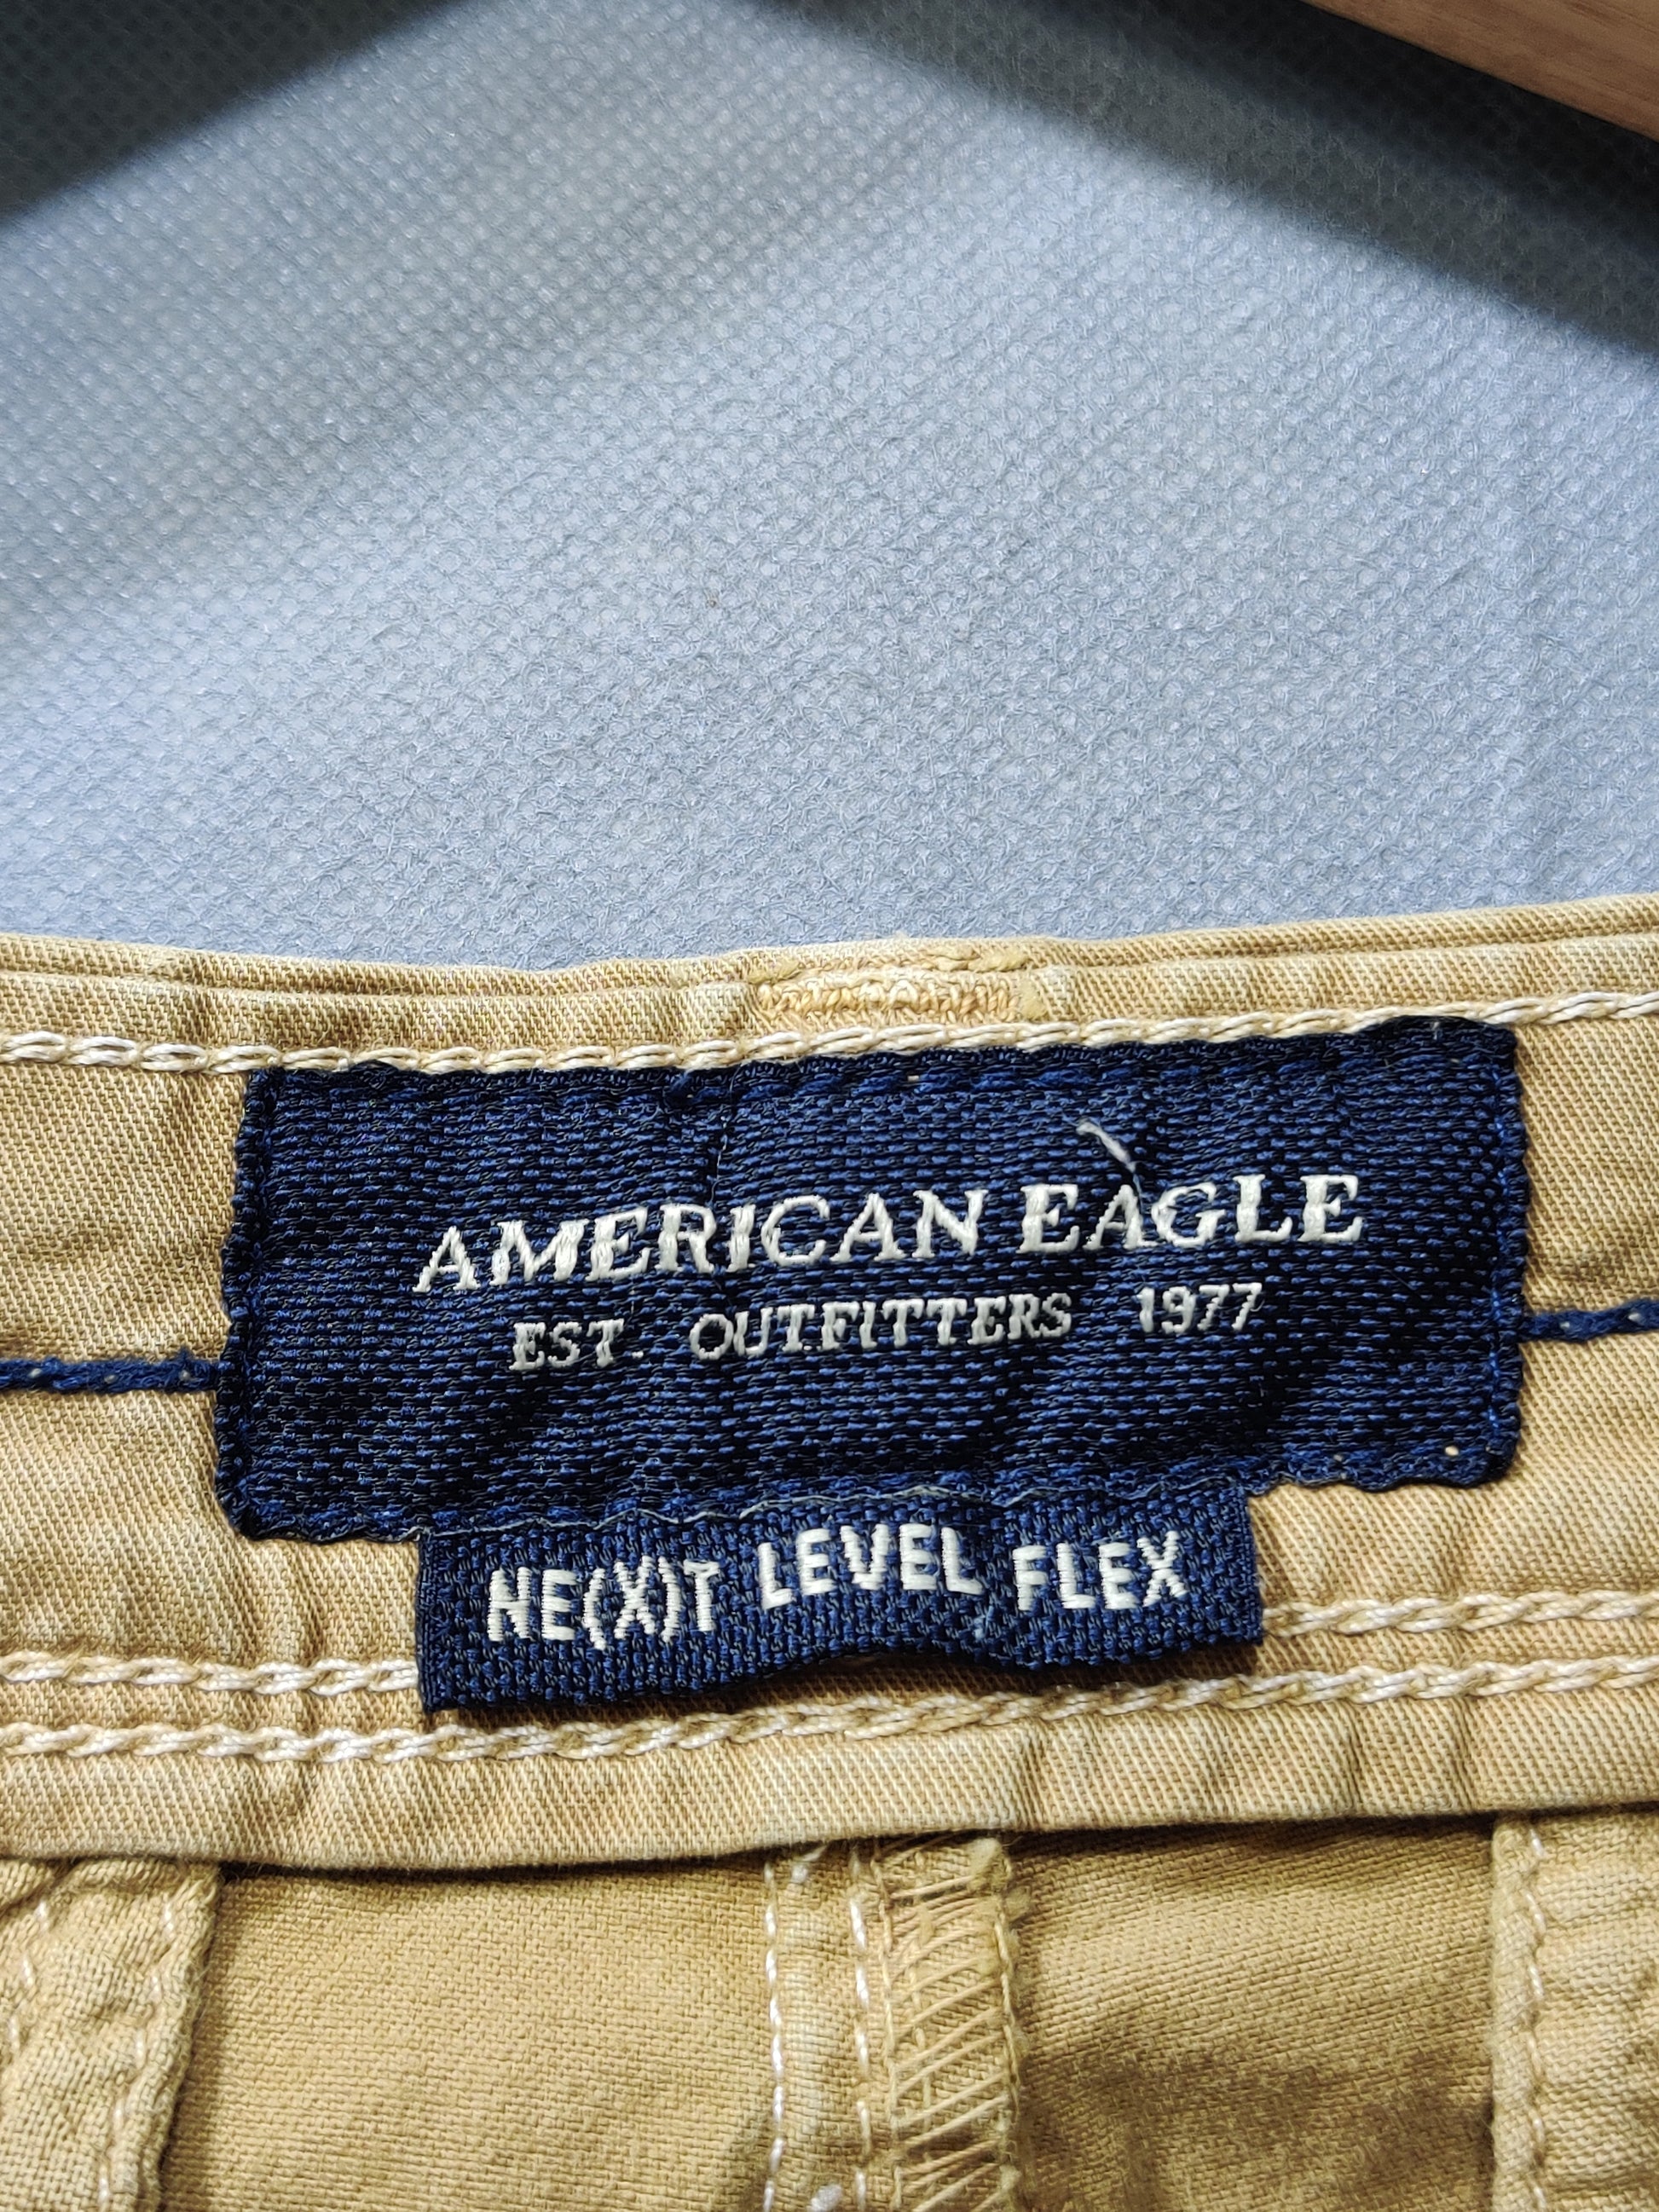 AMERICAN EAGLE
EST. OUTFITTERS 1977
NE(X)T LEVEL FLEX